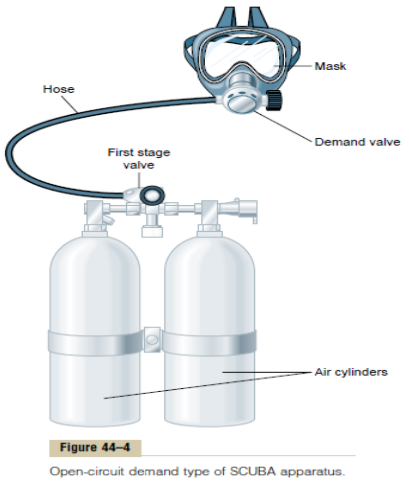 Mask
Hose
Demand valve
First stage
valve
Air cylinders
Figure 44–4
Open-circuit demand type of SCUBA apparatus.